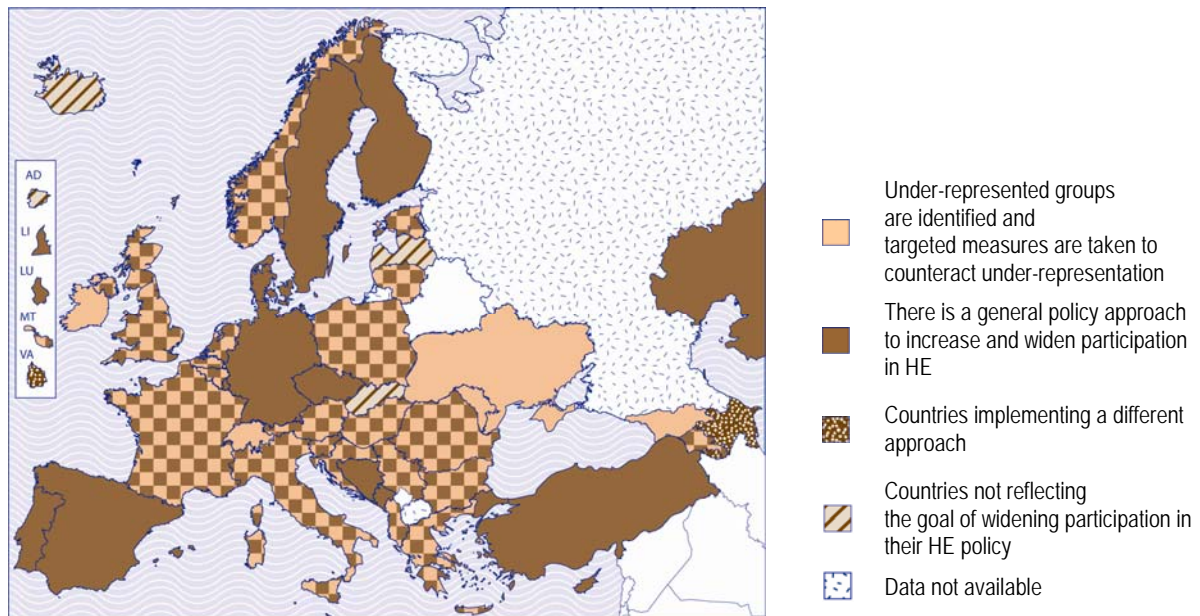 AD
LI
LU
MT
VA
Under-represented groups
are identified and
targeted measures are taken to
counteract under-representation
There is a general policy approach
to increase and widen participation
in HE
Countries implementing a different
approach
Countries not reflecting
the goal of widening participation in
their HE policy
Data not available